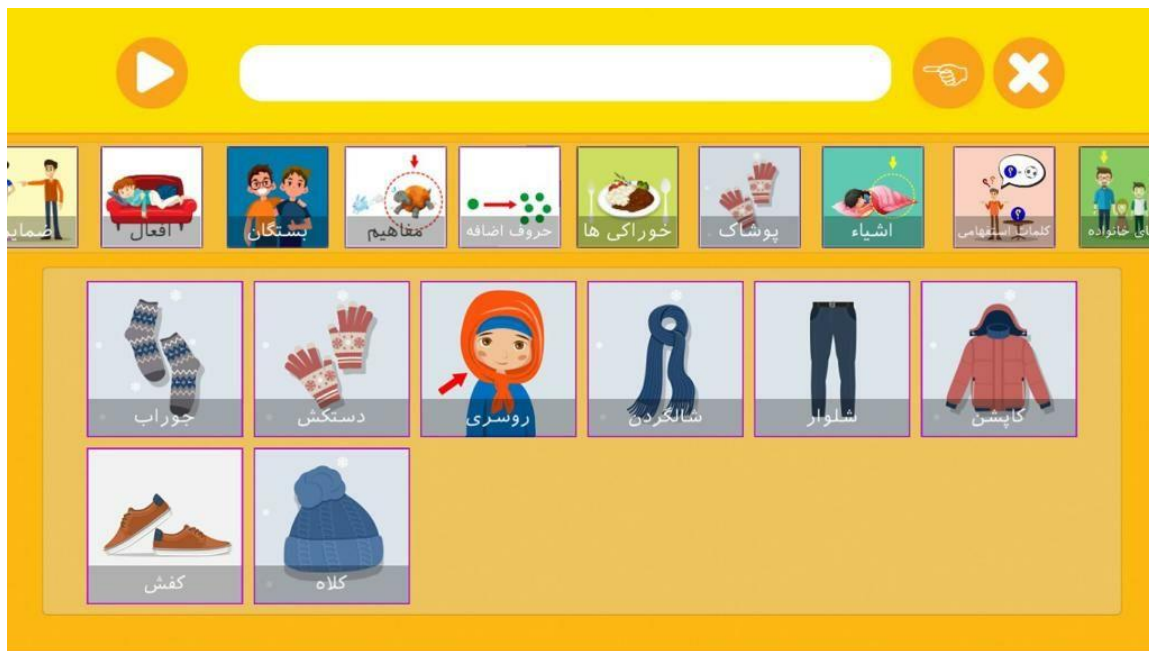 ای خانواده
کلمات استفهامی
اشیاء
پوشاک
خوراکی ها
حروف اضافه
مفاهیم
بستگان
افعال
ضمایر
کاپشن
شلوار
شالگردن
روسری
دستکش
جوراب
کلاه
کفش